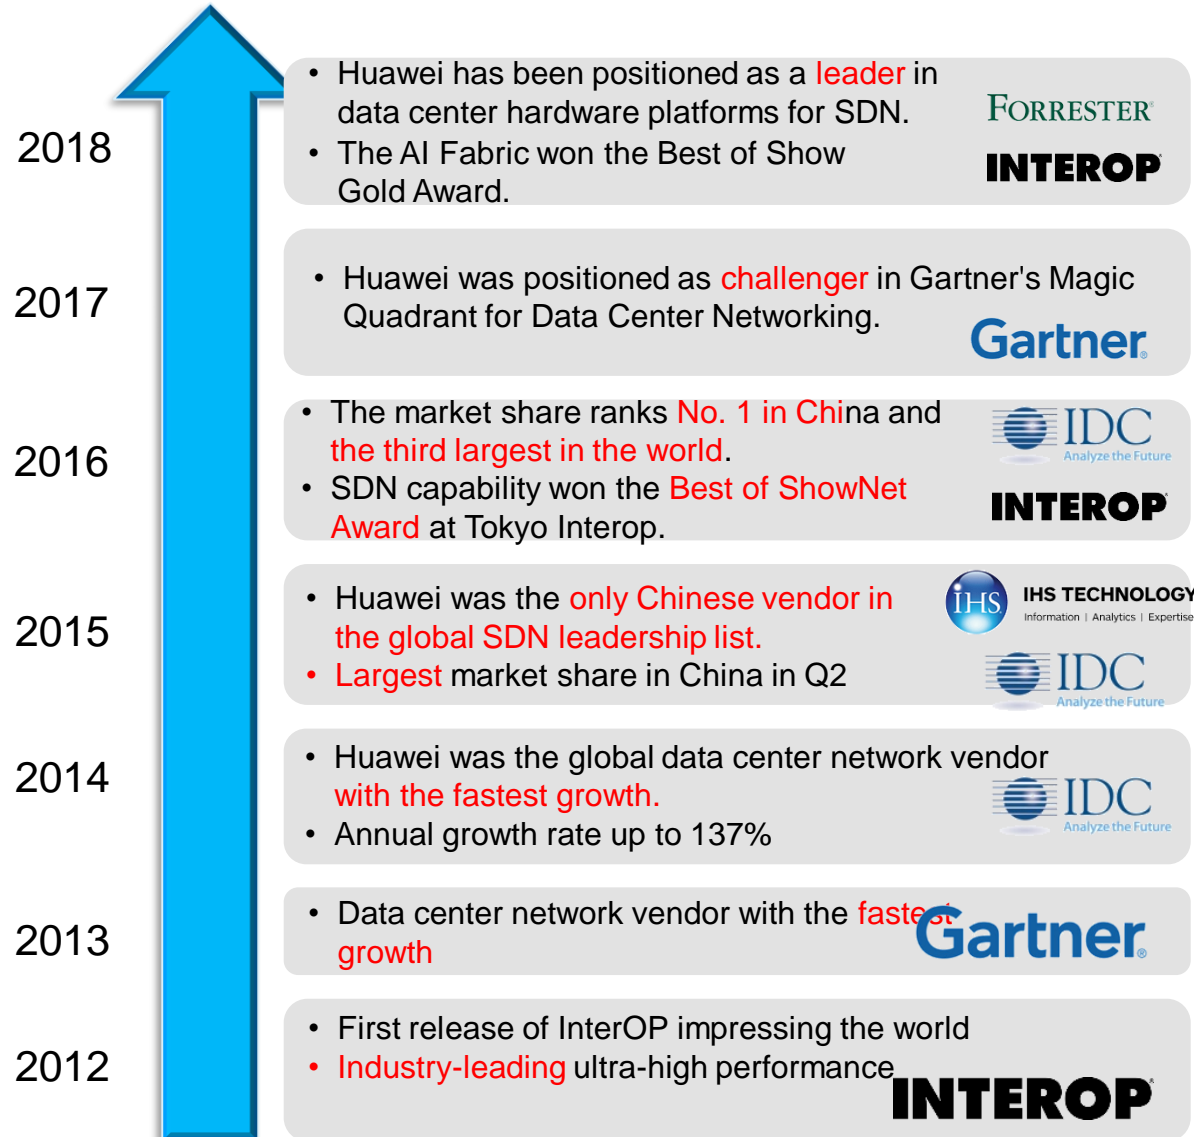 2018
• Huawei has been positioned as a leader in
data center hardware platforms for SDN.
• The AI Fabric won the Best of Show
Gold Award.
FORRESTER®
INTEROP®
2017
• Huawei was positioned as challenger in Gartner's Magic
Quadrant for Data Center Networking.
Gartner®
2016
• The market share ranks No. 1 in China and
the third largest in the world.
• SDN capability won the Best of ShowNet
Award at Tokyo Interop.
IDC
Analyze the Future
INTEROP®
2015
• Huawei was the only Chinese vendor in
the global SDN leadership list.
• Largest market share in China in Q2
IHS
IHS TECHNOLOGY
Information | Analytics | Expertise
IDC
Analyze the Future
2014
• Huawei was the global data center network vendor
with the fastest growth.
• Annual growth rate up to 137%
IDC
Analyze the Future
2013
• Data center network vendor with the fastest
growth
Gartner®
2012
• First release of InterOP impressing the world
• Industry-leading ultra-high performance
INTEROP®